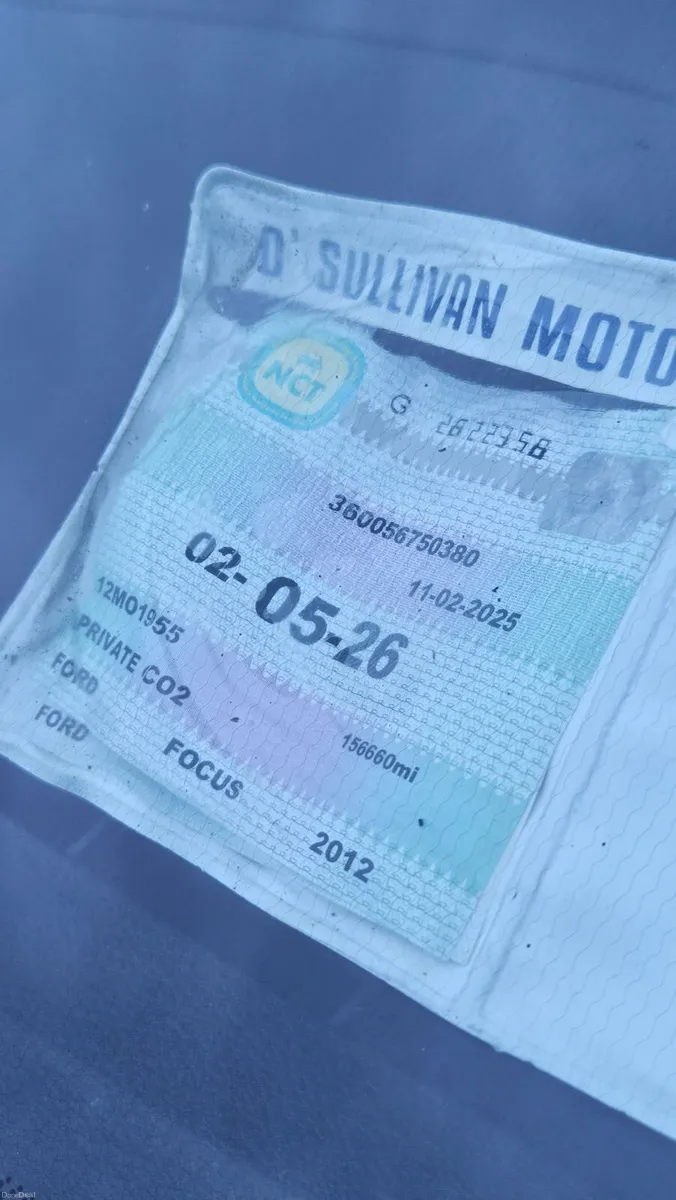 O'SULLIVAN MOTO
NCT
G 2822958
360056750380
11-02-2025
02-05-26
12MO1955
PRIVATE CO2
FORD
156660mi
FORD FOCUS
2012
DoneDeal